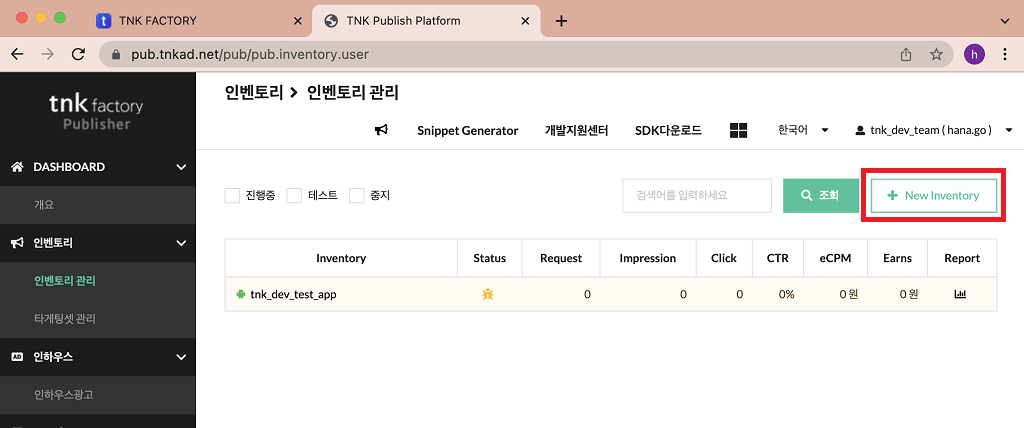 TNK FACTORY
TNK Publish Platform
pub.tnkad.net/pub/pub.inventory.user
h
tnk factory
Publisher
DASHBOARD
개요
인벤토리
인벤토리 관리
타게팅셋 관리
AD 인하우스
인하우스광고
인벤토리 > 인벤토리 관리
Snippet Generator 개발지원센터 SDK다운로드 한국어 tnk_dev_team ( hana.go )
진행중 테스트 중지 검색어를 입력하세요 조회 + New Inventory
Inventory Status Request Impression Click CTR eCPM Earns Report
tnk_dev_test_app 0 0 0 0% 0 원 0 원